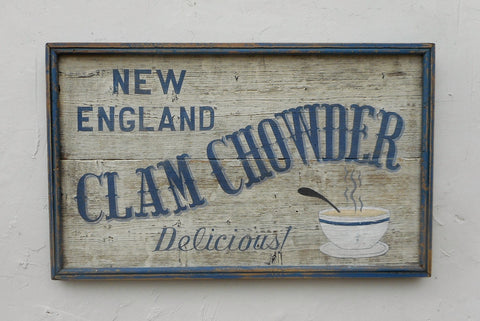 NEW
ENGLAND
CLAM CHOWDER
Delicious!